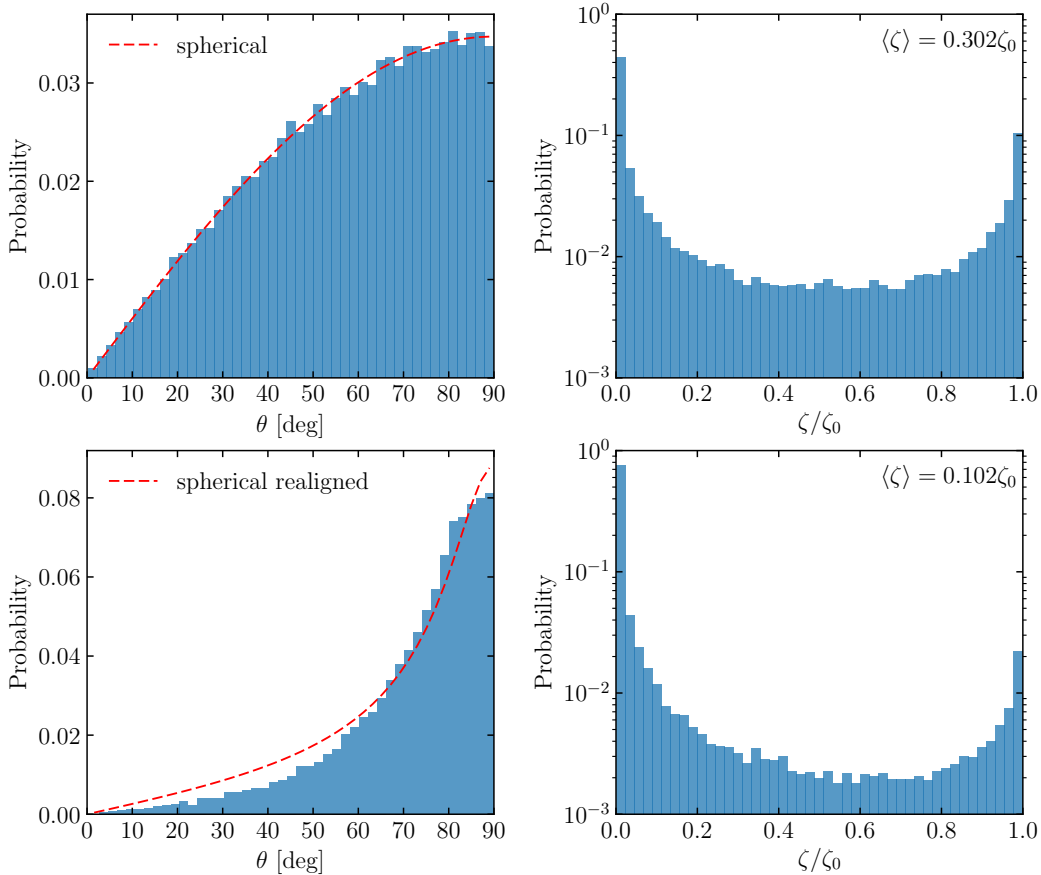 spherical
Probability
0.03
0.02
0.01
0.00
0 10 20 30 40 50 60 70 80 90
θ [deg]
⟨ζ⟩ = 0.302ζ₀
Probability
10⁰
10⁻¹
10⁻²
10⁻³
0.0 0.2 0.4 0.6 0.8 1.0
ζ/ζ₀
spherical realigned
Probability
0.08
0.06
0.04
0.02
0.00
0 10 20 30 40 50 60 70 80 90
θ [deg]
⟨ζ⟩ = 0.102ζ₀
Probability
10⁰
10⁻¹
10⁻²
10⁻³
0.0 0.2 0.4 0.6 0.8 1.0
ζ/ζ₀